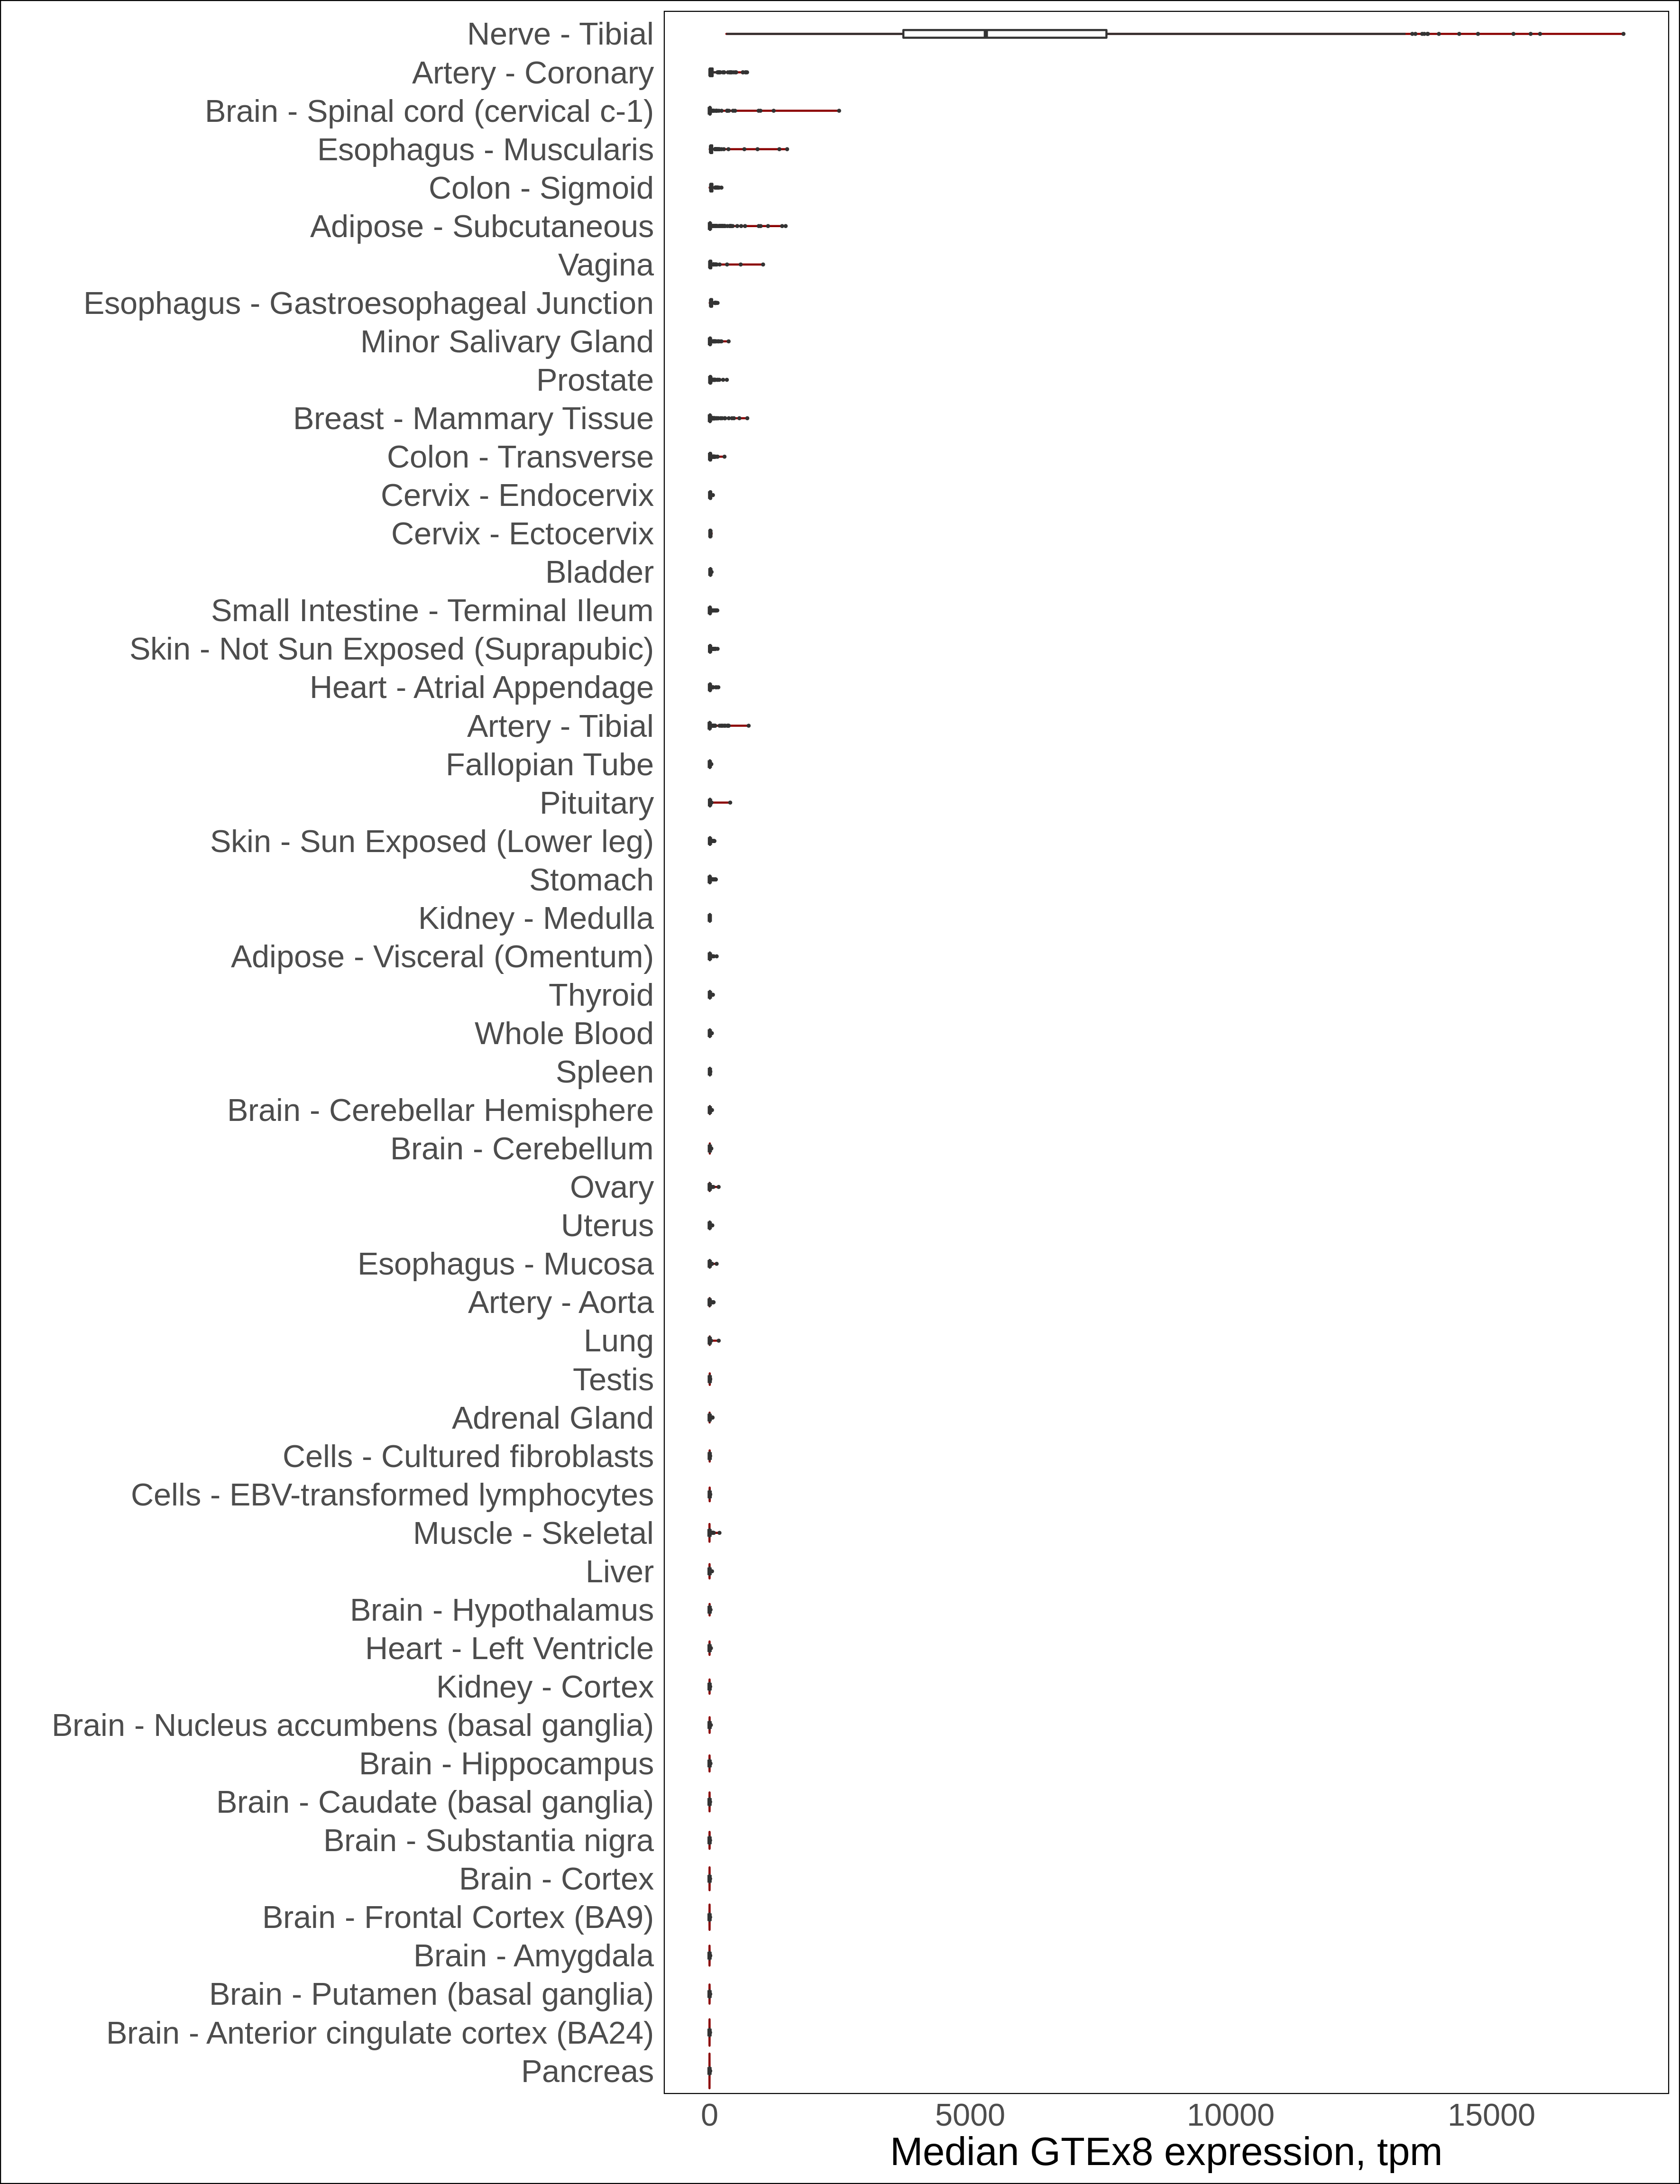 Nerve - Tibial
Artery - Coronary
Brain - Spinal cord (cervical c-1)
Esophagus - Muscularis
Colon - Sigmoid
Adipose - Subcutaneous
Vagina
Esophagus - Gastroesophageal Junction
Minor Salivary Gland
Prostate
Breast - Mammary Tissue
Colon - Transverse
Cervix - Endocervix
Cervix - Ectocervix
Bladder
Small Intestine - Terminal Ileum
Skin - Not Sun Exposed (Suprapubic)
Heart - Atrial Appendage
Artery - Tibial
Fallopian Tube
Pituitary
Skin - Sun Exposed (Lower leg)
Stomach
Kidney - Medulla
Adipose - Visceral (Omentum)
Thyroid
Whole Blood
Spleen
Brain - Cerebellar Hemisphere
Brain - Cerebellum
Ovary
Uterus
Esophagus - Mucosa
Artery - Aorta
Lung
Testis
Adrenal Gland
Cells - Cultured fibroblasts
Cells - EBV-transformed lymphocytes
Muscle - Skeletal
Liver
Brain - Hypothalamus
Heart - Left Ventricle
Kidney - Cortex
Brain - Nucleus accumbens (basal ganglia)
Brain - Hippocampus
Brain - Caudate (basal ganglia)
Brain - Substantia nigra
Brain - Cortex
Brain - Frontal Cortex (BA9)
Brain - Amygdala
Brain - Putamen (basal ganglia)
Brain - Anterior cingulate cortex (BA24)
Pancreas
0 5000 10000 15000
Median GTEx8 expression, tpm